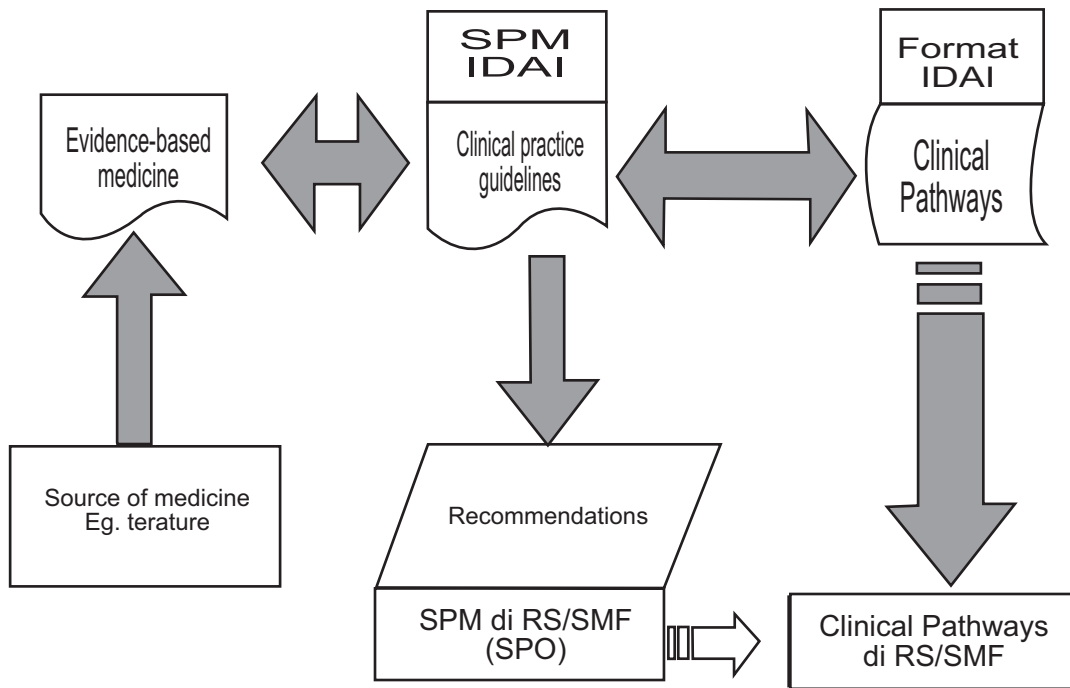 SPM
IDAI
Format
IDAI
Evidence-based
medicine
Clinical practice
guidelines
Clinical
Pathways
Source of medicine
Eg. terature
Recommendations
SPM di RS/SMF
(SPO)
Clinical Pathways
di RS/SMF